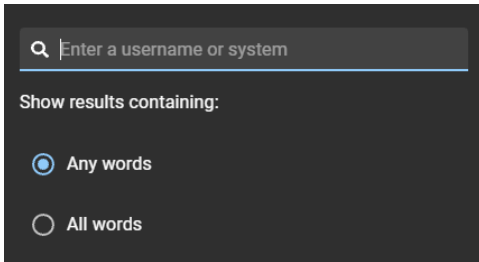 Enter a username or system
Show results containing:
Any words
All words